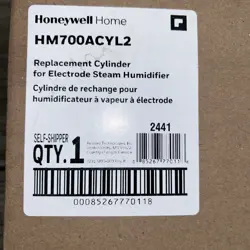 Honeywell Home
HM700ACYL2
Replacement Cylinder
for Electrode Steam Humidifier
Cylindre de rechange pour
humidificateur à vapeur à électrode
2441
SELF-SHIPPER
QTY. 1
00085267770118